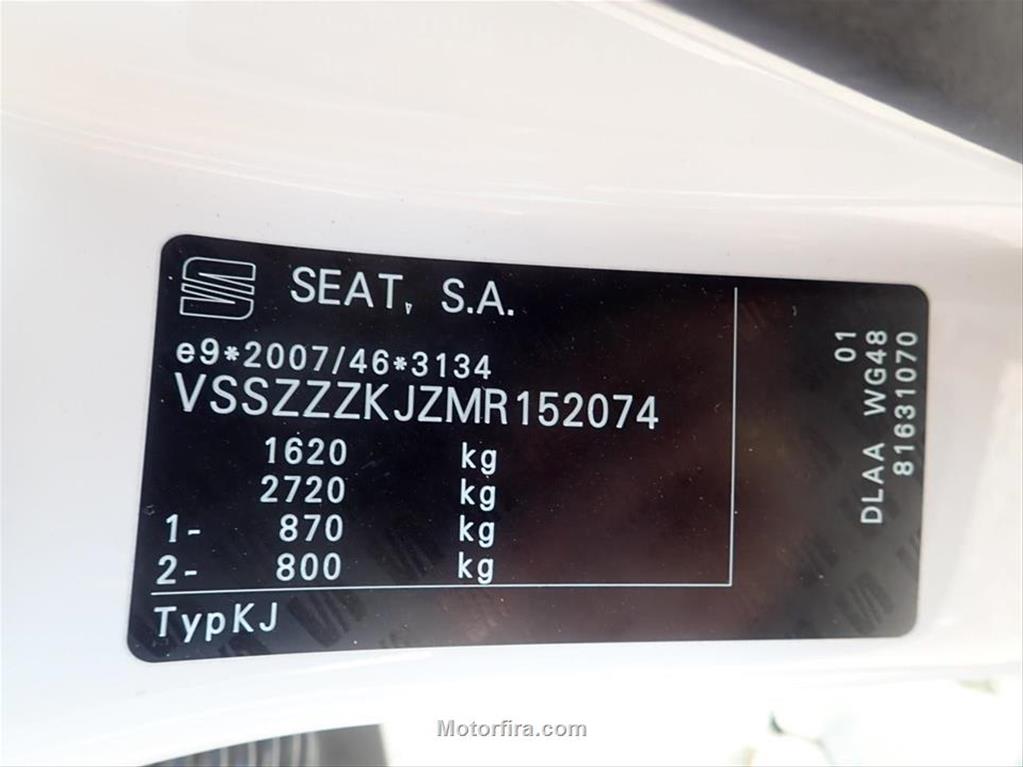 SEAT, S.A.
e9*2007/46*3134
VSSZZZKJZMR152074
1620 kg
2720 kg
1- 870 kg
2- 800 kg
TypKJ
01
DLAA WG48
81631070
Motorfira.com